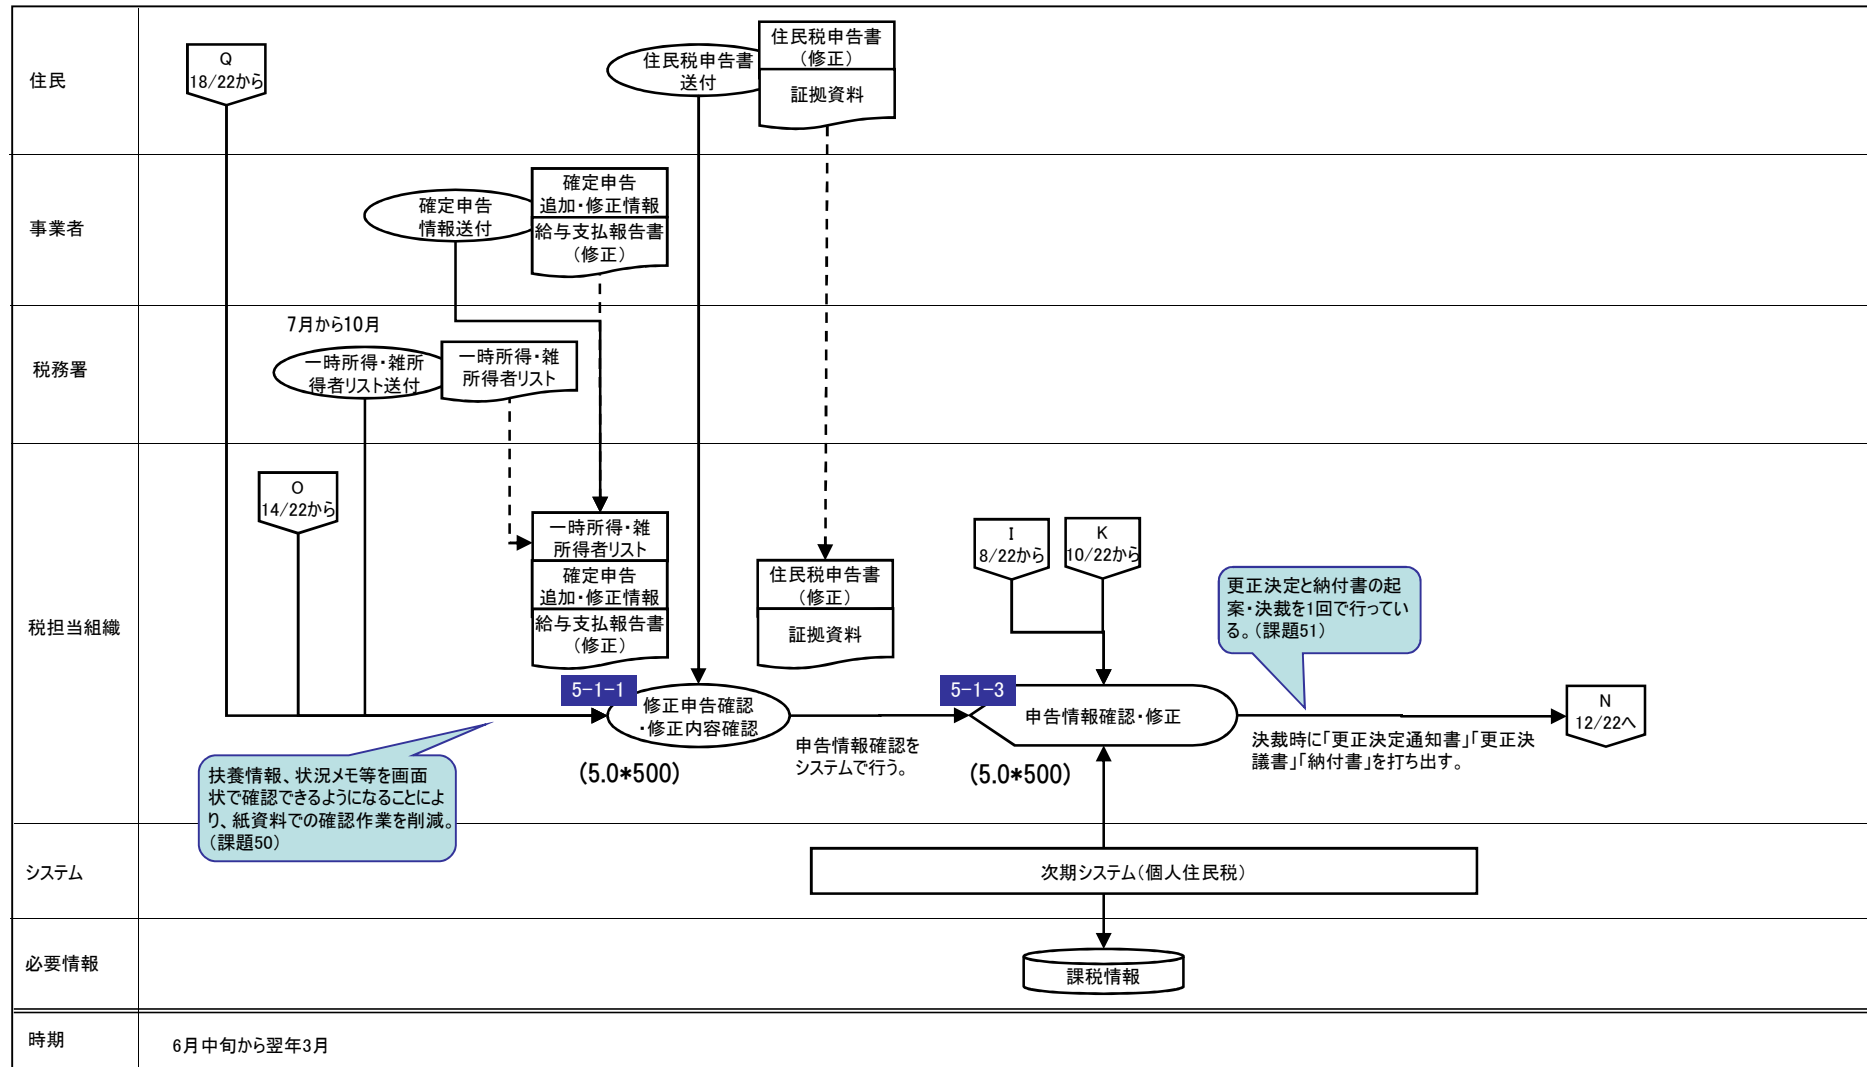 住民
Q
18/22から
住民税申告書
送付
住民税申告書
（修正）
証拠資料
事業者
確定申告
情報送付
確定申告
追加・修正情報
給与支払報告書
（修正）
税務署
7月から10月
一時所得・雑所
得者リスト送付
一時所得・雑
所得者リスト
税担当組織
O
14/22から
一時所得・雑
所得者リスト
確定申告
追加・修正情報
給与支払報告書
（修正）
住民税申告書
（修正）
証拠資料
I
8/22から
K
10/22から
更正決定と納付書の起
案・決裁を1回で行ってい
る。（課題51）
5-1-1
修正申告確認
・修正内容確認
(5.0*500)
申告情報確認を
システムで行う。
5-1-3
申告情報確認・修正
(5.0*500)
決裁時に「更正決定通知書」「更正決
議書」「納付書」を打ち出す。
N
12/22へ
扶養情報、状況メモ等を画面
状で確認できるようになることによ
り、紙資料での確認作業を削減。
（課題50）
システム
次期システム（個人住民税）
必要情報
課税情報
時期
6月中旬から翌年3月